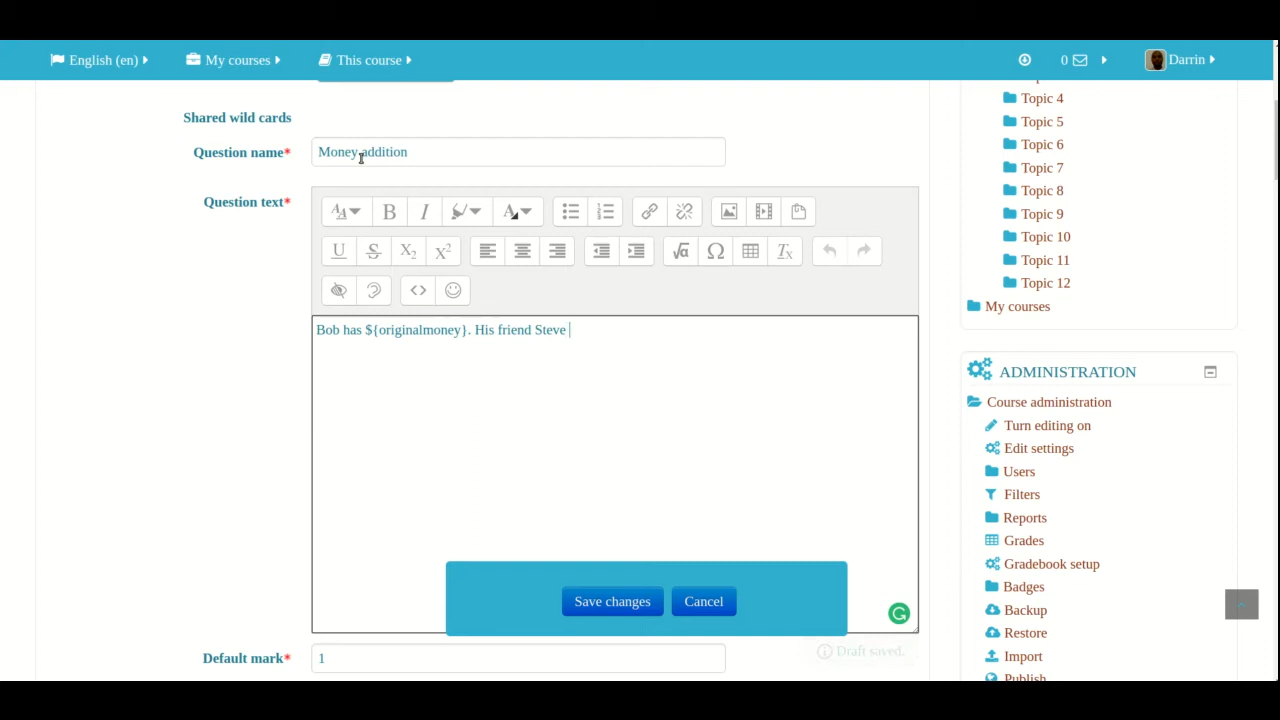 English (en) My courses This course 0 Darrin
Shared wild cards
Question name* Money addition
Question text*
Bob has ${originalmoney}. His friend Steve
Save changes Cancel
Draft saved.
Default mark* 1
Topic 4
Topic 5
Topic 6
Topic 7
Topic 8
Topic 9
Topic 10
Topic 11
Topic 12
My courses
ADMINISTRATION
Course administration
Turn editing on
Edit settings
Users
Filters
Reports
Grades
Gradebook setup
Badges
Backup
Restore
Import
Publish